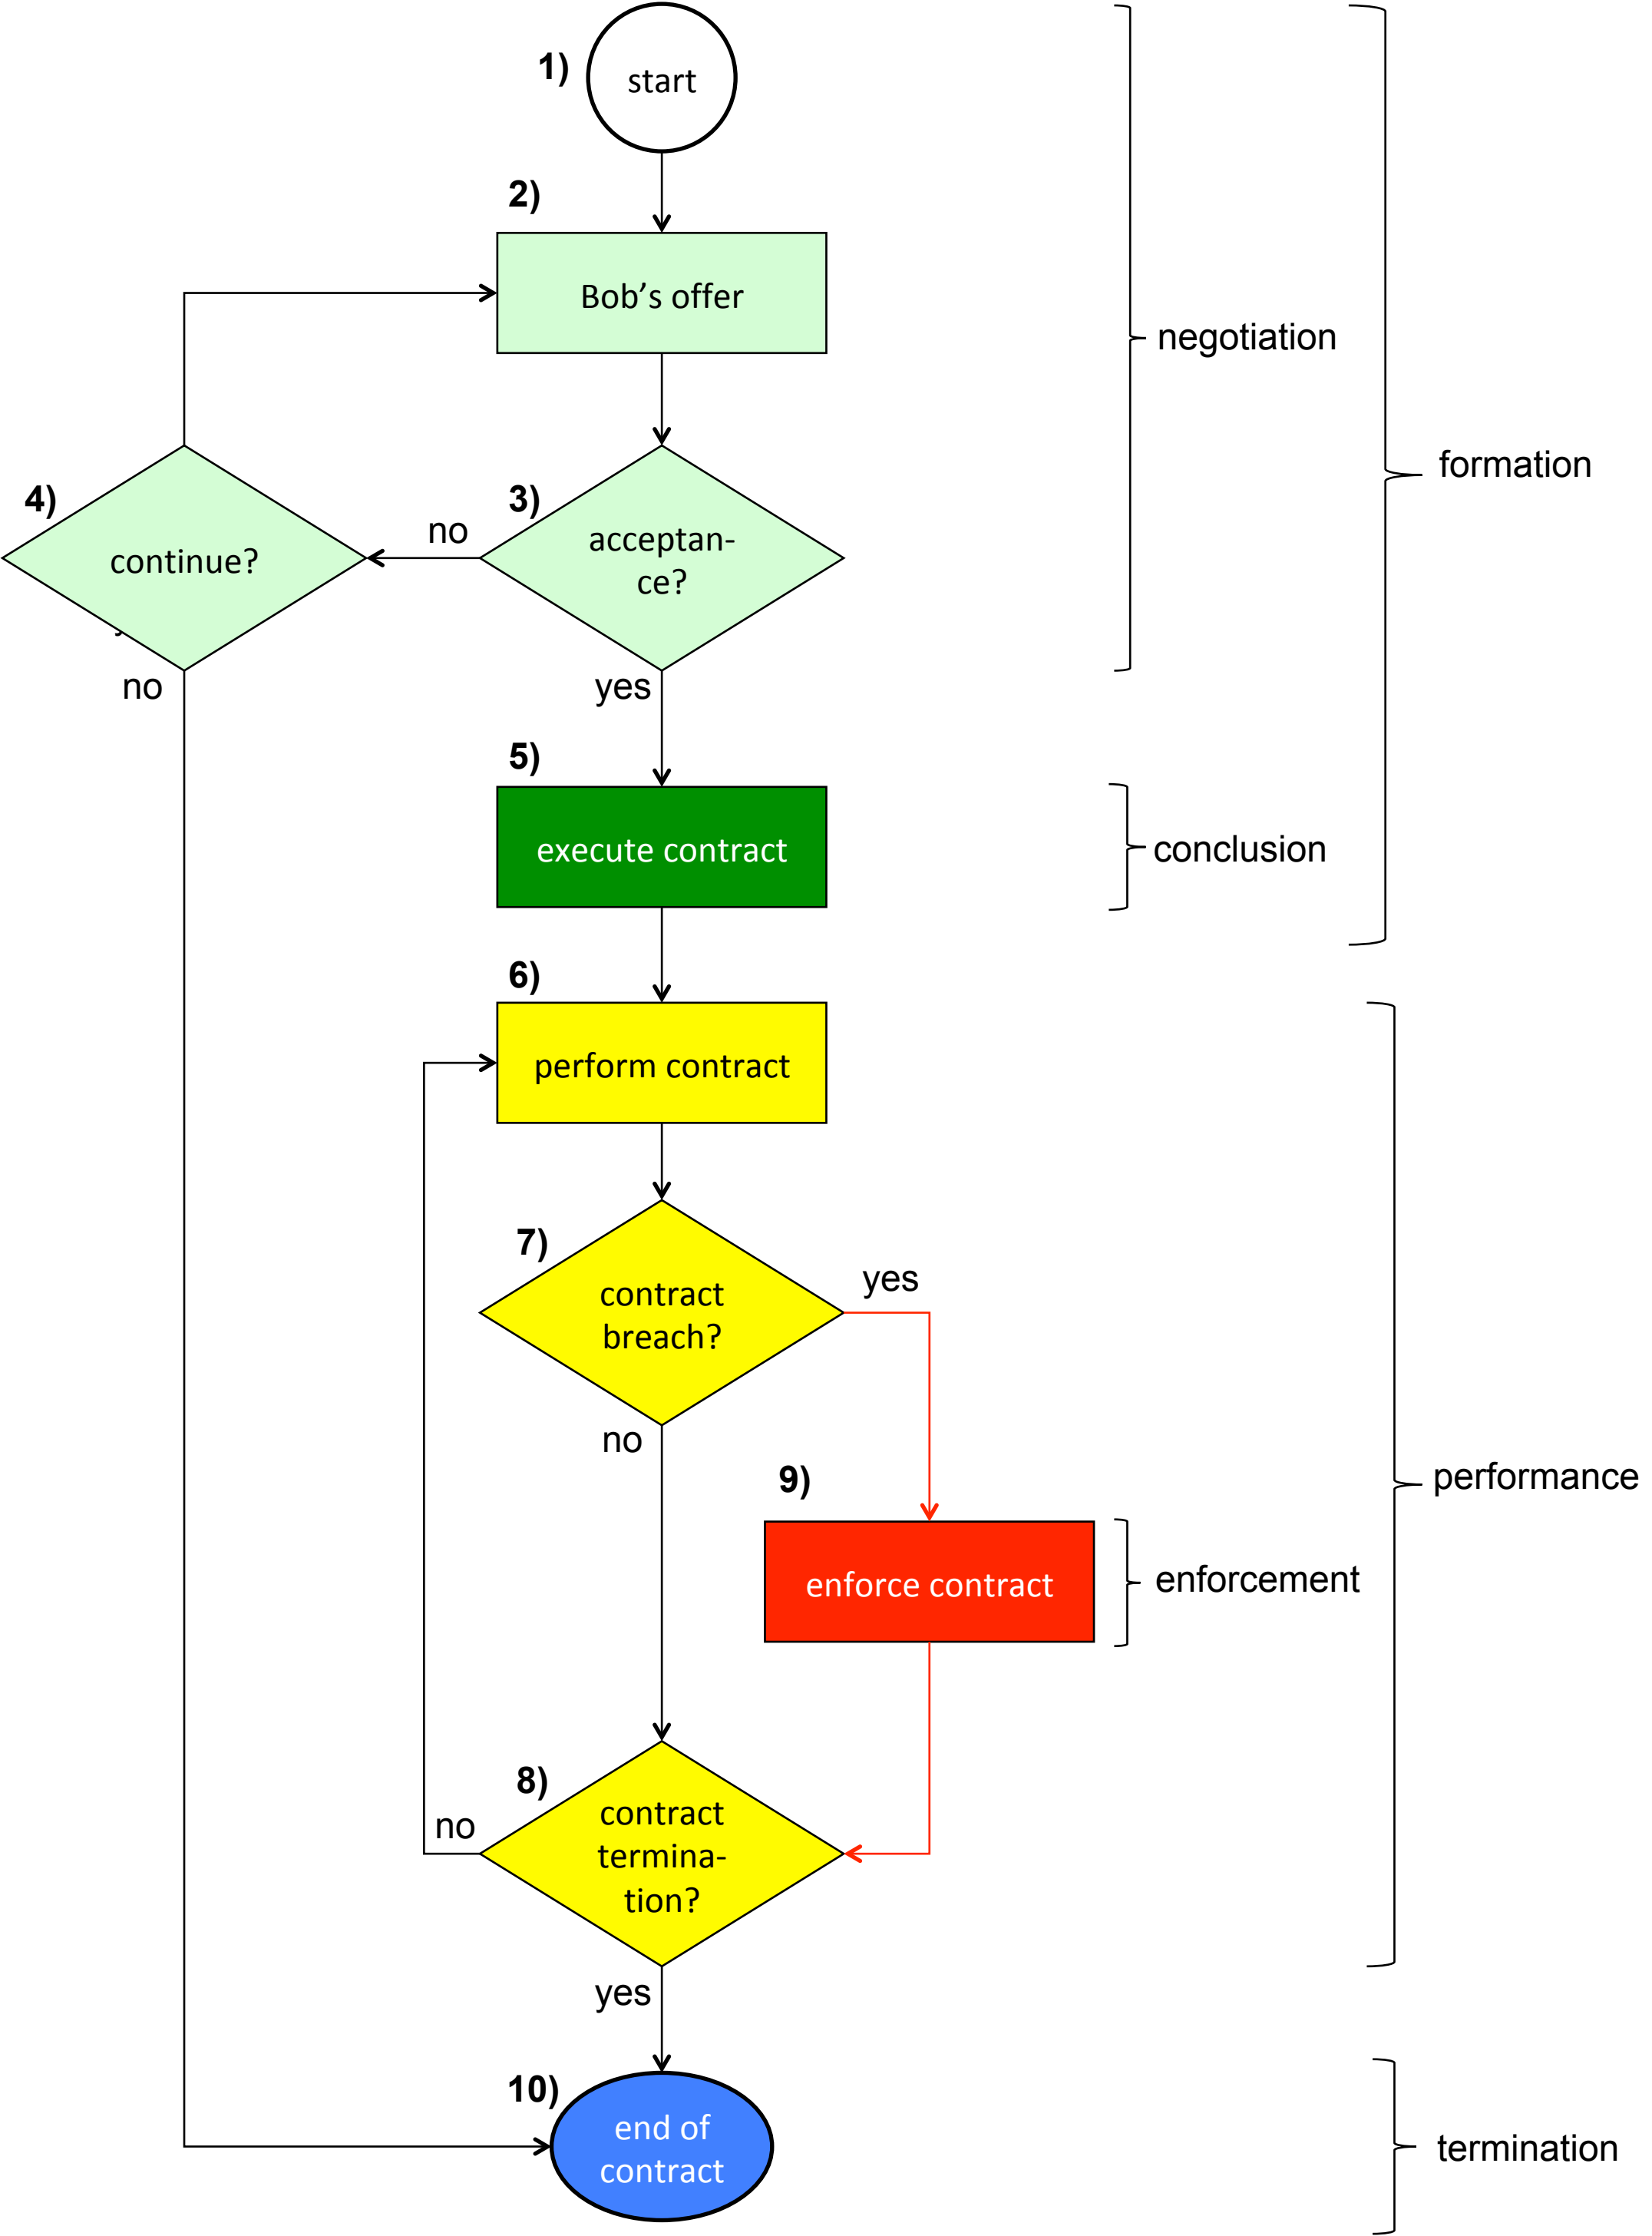 1)
start
2)
Bob’s offer
negotiation
formation
4)
continue?
no
3)
acceptan-
ce?
no
yes
5)
execute contract
conclusion
6)
perform contract
7)
contract
breach?
yes
no
9)
enforce contract
enforcement
performance
8)
contract
termina-
tion?
no
yes
10)
end of
contract
termination